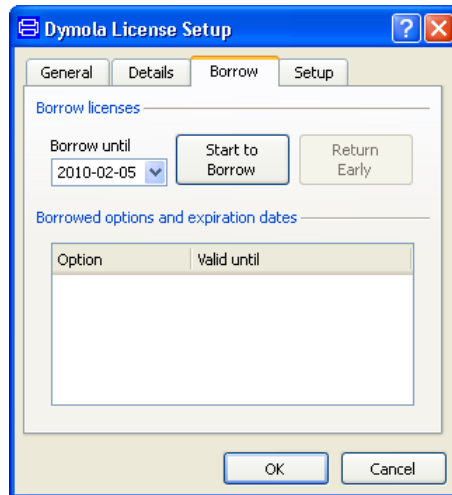 Dymola License Setup
General Details Borrow Setup
Borrow licenses
Borrow until
2010-02-05
Start to
Borrow
Return
Early
Borrowed options and expiration dates
Option Valid until
OK Cancel